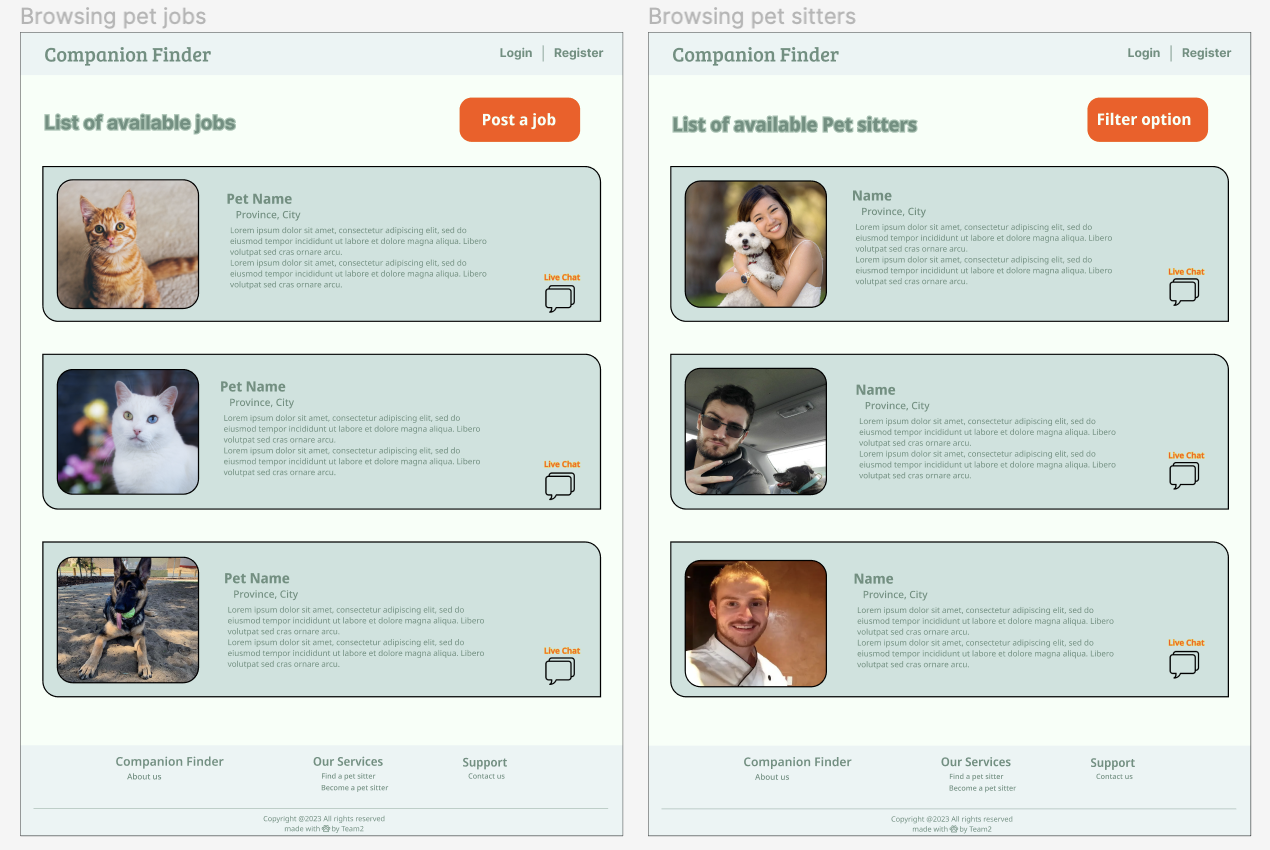 Browsing pet jobs
Companion Finder
Login
Register
List of available jobs
Post a job
Pet Name
Province, City
Lorem ipsum dolor sit amet, consectetur adipiscing elit, sed do
eiusmod tempor incididunt ut labore et dolore magna aliqua. Libero
volutpat sed cras ornare arcu.
Lorem ipsum dolor sit amet, consectetur adipiscing elit, sed do
eiusmod tempor incididunt ut labore et dolore magna aliqua. Libero
volutpat sed cras ornare arcu.
Live Chat
Pet Name
Province, City
Lorem ipsum dolor sit amet, consectetur adipiscing elit, sed do
eiusmod tempor incididunt ut labore et dolore magna aliqua. Libero
volutpat sed cras ornare arcu.
Lorem ipsum dolor sit amet, consectetur adipiscing elit, sed do
eiusmod tempor incididunt ut labore et dolore magna aliqua. Libero
volutpat sed cras ornare arcu.
Live Chat
Pet Name
Province, City
Lorem ipsum dolor sit amet, consectetur adipiscing elit, sed do
eiusmod tempor incididunt ut labore et dolore magna aliqua. Libero
volutpat sed cras ornare arcu.
Lorem ipsum dolor sit amet, consectetur adipiscing elit, sed do
eiusmod tempor incididunt ut labore et dolore magna aliqua. Libero
volutpat sed cras ornare arcu.
Live Chat
Companion Finder
About us
Our Services
Find a pet sitter
Become a pet sitter
Support
Contact us
Copyright @2023 All rights reserved
made with by Team2
Browsing pet sitters
Companion Finder
Login
Register
List of available Pet sitters
Filter option
Name
Province, City
Lorem ipsum dolor sit amet, consectetur adipiscing elit, sed do
eiusmod tempor incididunt ut labore et dolore magna aliqua. Libero
volutpat sed cras ornare arcu.
Lorem ipsum dolor sit amet, consectetur adipiscing elit, sed do
eiusmod tempor incididunt ut labore et dolore magna aliqua. Libero
volutpat sed cras ornare arcu.
Live Chat
Name
Province, City
Lorem ipsum dolor sit amet, consectetur adipiscing elit, sed do
eiusmod tempor incididunt ut labore et dolore magna aliqua. Libero
volutpat sed cras ornare arcu.
Lorem ipsum dolor sit amet, consectetur adipiscing elit, sed do
eiusmod tempor incididunt ut labore et dolore magna aliqua. Libero
volutpat sed cras ornare arcu.
Live Chat
Name
Province, City
Lorem ipsum dolor sit amet, consectetur adipiscing elit, sed do
eiusmod tempor incididunt ut labore et dolore magna aliqua. Libero
volutpat sed cras ornare arcu.
Lorem ipsum dolor sit amet, consectetur adipiscing elit, sed do
eiusmod tempor incididunt ut labore et dolore magna aliqua. Libero
volutpat sed cras ornare arcu.
Live Chat
Companion Finder
About us
Our Services
Find a pet sitter
Become a pet sitter
Support
Contact us
Copyright @2023 All rights reserved
made with by Team2